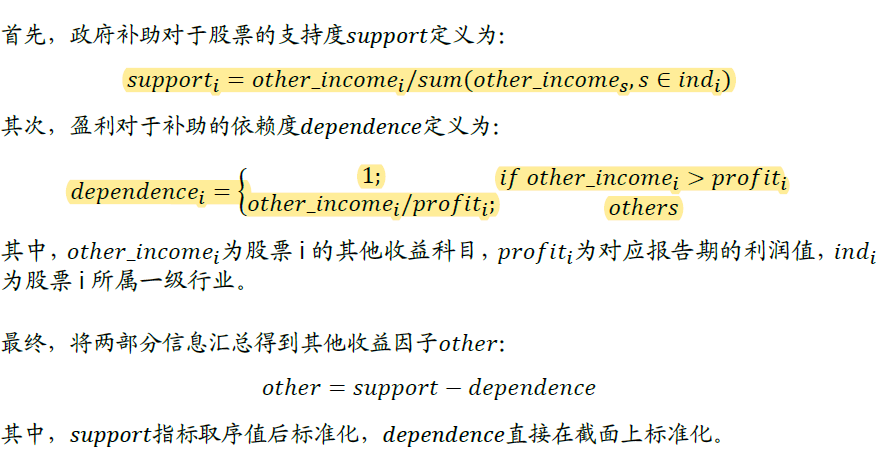 首先，政府补助对于股票的支持度support定义为：
support_i = other_income_i/sum(other_income_s, s ∈ ind_i)
其次，盈利对于补助的依赖度dependence定义为：
dependence_i = { 1; if other_income_i > profit_i
other_income_i/profit_i; others
其中，other_income_i为股票 i 的其他收益科目，profit_i为对应报告期的利润值，ind_i
为股票 i 所属一级行业。
最终，将两部分信息汇总得到其他收益因子other：
other = support − dependence
其中，support指标取序值后标准化，dependence直接在截面上标准化。